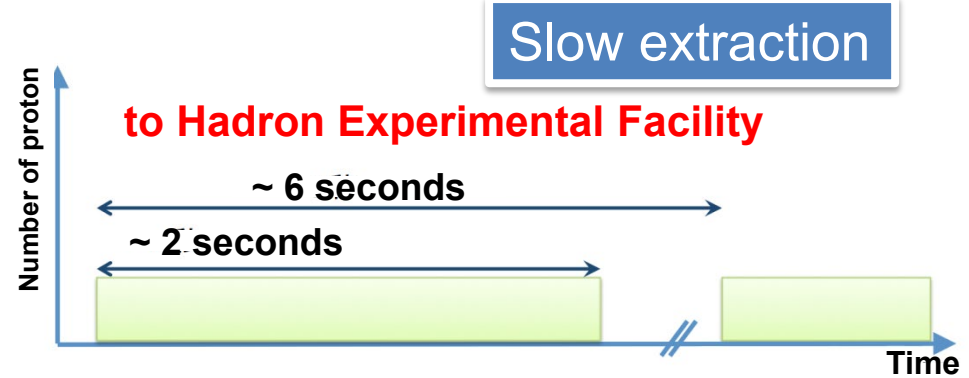 Slow extraction
Number of proton
to Hadron Experimental Facility
~ 6 seconds
~ 2 seconds
Time